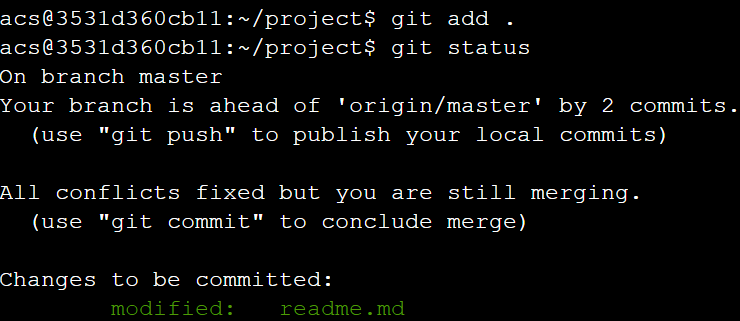 acs@3531d360cb11:~/project$ git add .
acs@3531d360cb11:~/project$ git status
On branch master
Your branch is ahead of 'origin/master' by 2 commits.
  (use "git push" to publish your local commits)

All conflicts fixed but you are still merging.
  (use "git commit" to conclude merge)

Changes to be committed:
        modified:   readme.md